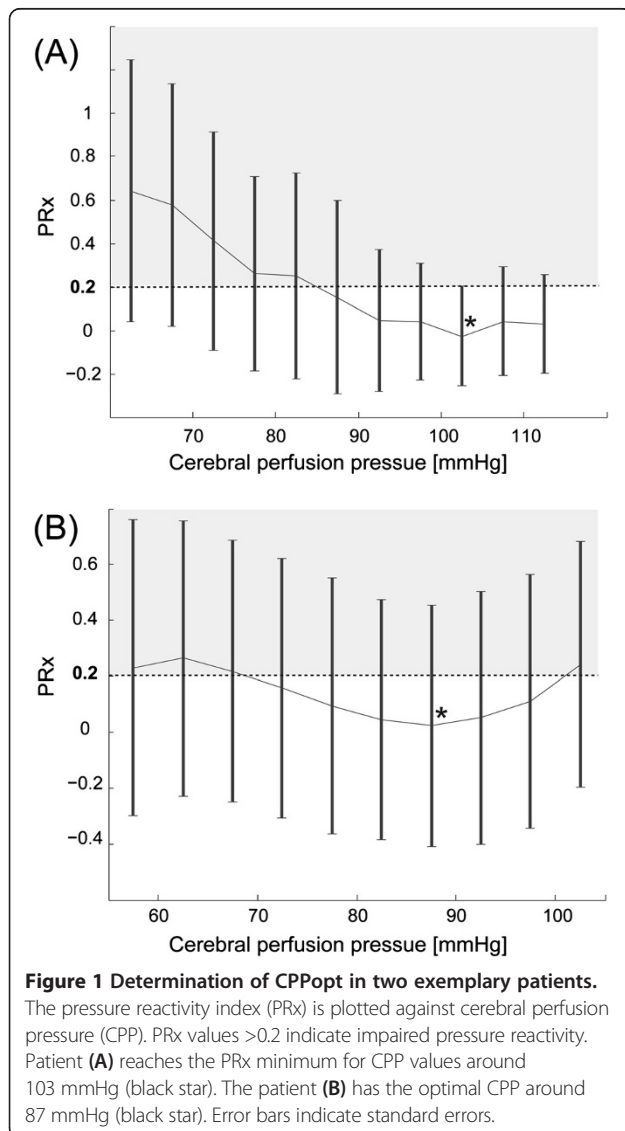 (A)
1
0.8
0.6
0.4
0.2
0
−0.2
PRx
*
70 80 90 100 110
Cerebral perfusion pressue [mmHg]
(B)
0.6
0.4
0.2
0
−0.2
−0.4
PRx
*
60 70 80 90 100
Cerebral perfusion pressue [mmHg]
Figure 1 Determination of CPPopt in two exemplary patients.
The pressure reactivity index (PRx) is plotted against cerebral perfusion
pressure (CPP). PRx values >0.2 indicate impaired pressure reactivity.
Patient (A) reaches the PRx minimum for CPP values around
103 mmHg (black star). The patient (B) has the optimal CPP around
87 mmHg (black star). Error bars indicate standard errors.